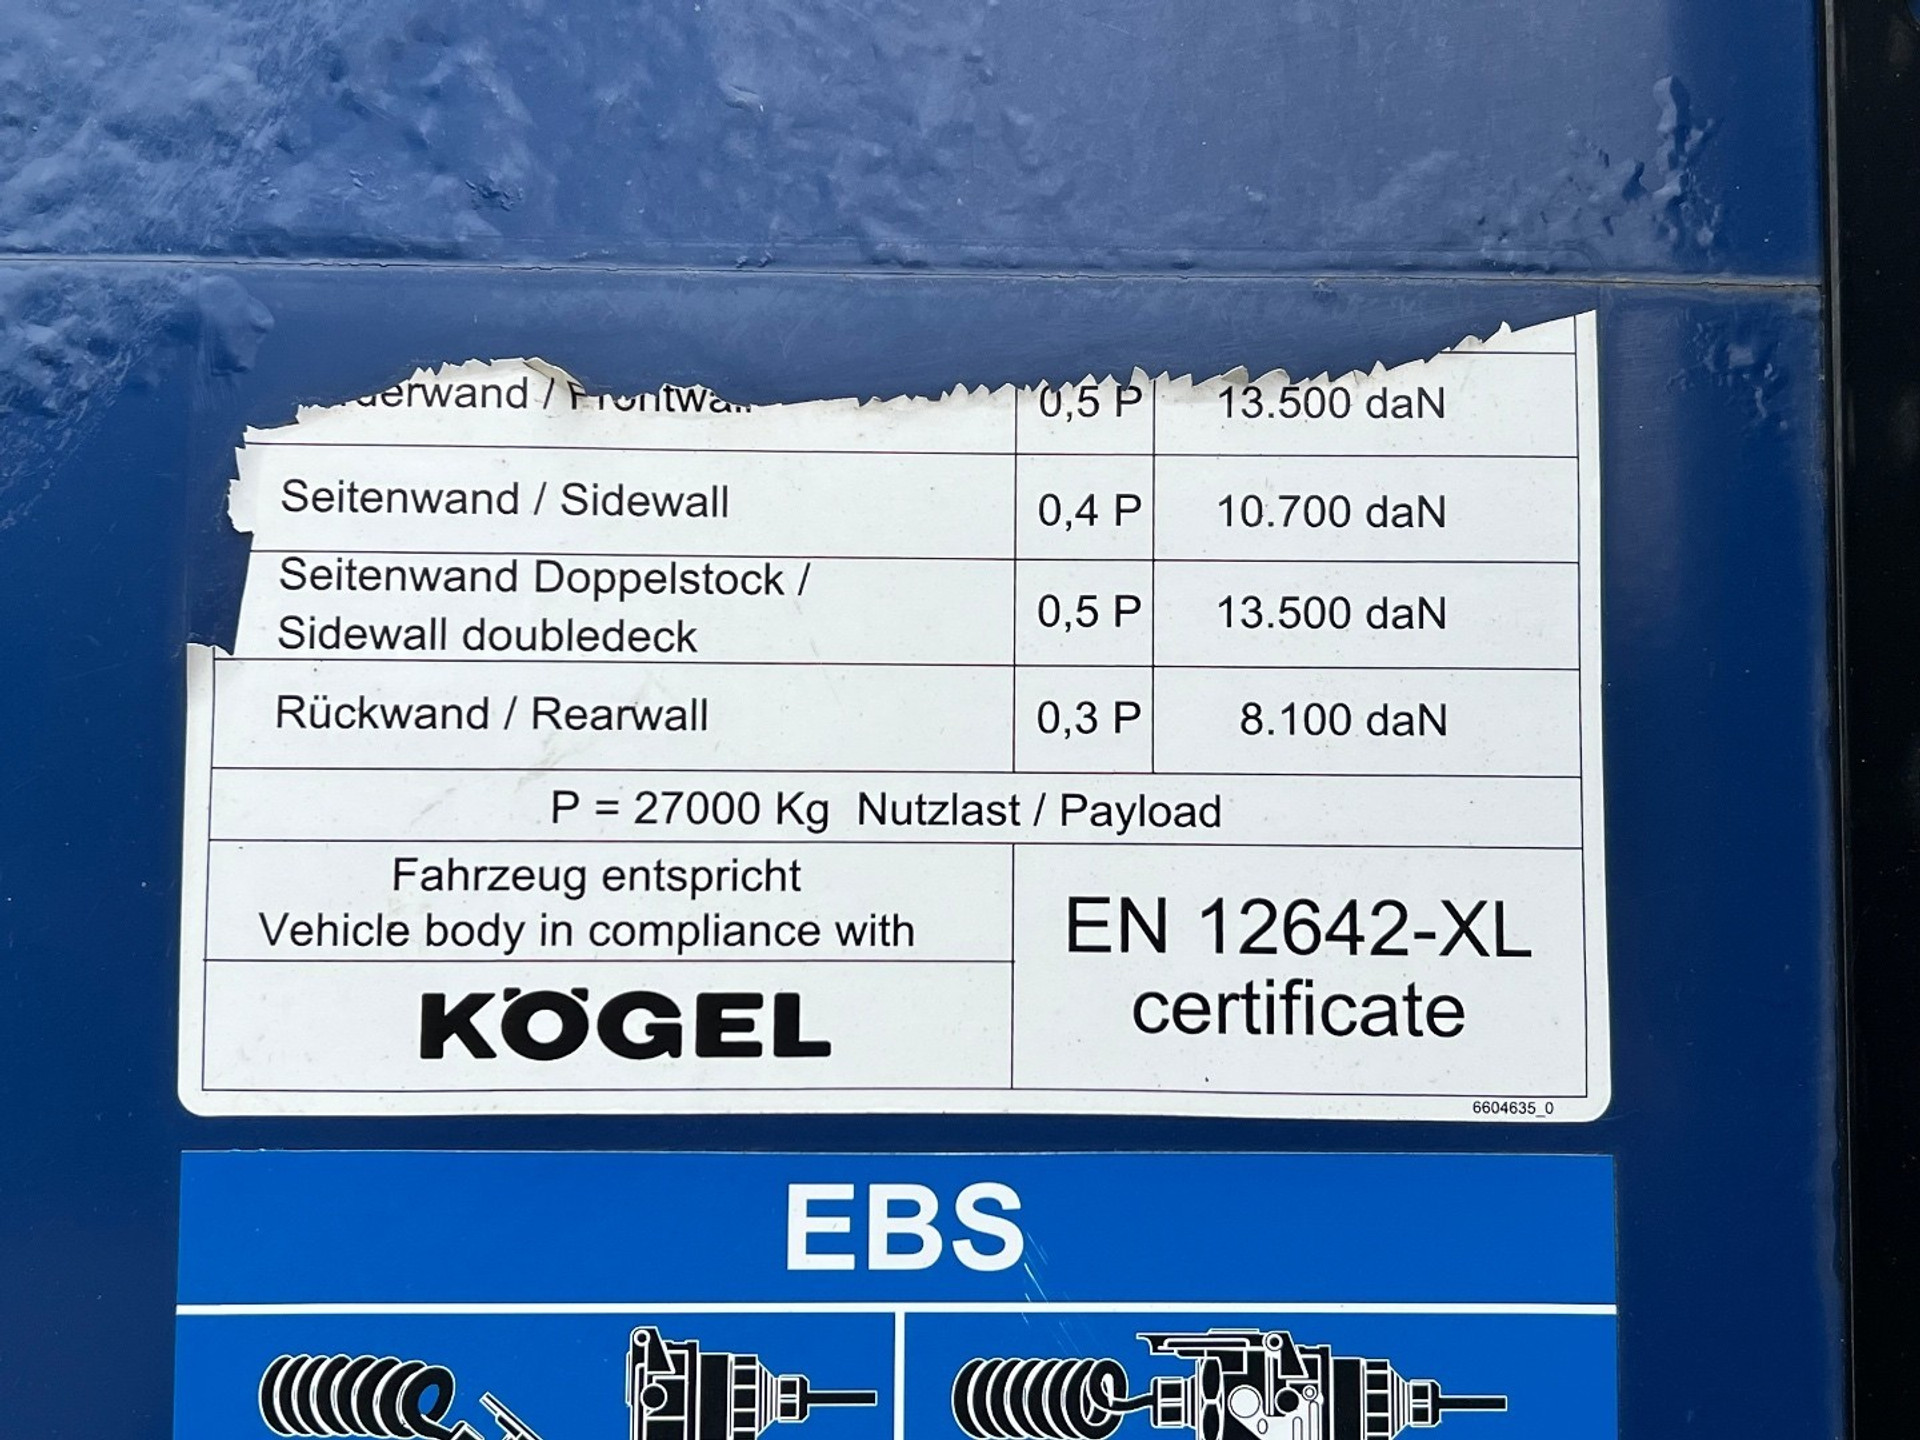 0,5 P 13.500 daN
Seitenwand / Sidewall 0,4 P 10.700 daN
Seitenwand Doppelstock /
Sidewall doubledeck 0,5 P 13.500 daN
Rückwand / Rearwall 0,3 P 8.100 daN
P = 27000 Kg Nutzlast / Payload
Fahrzeug entspricht
Vehicle body in compliance with
EN 12642-XL
certificate
KÖGEL
6604635_0
EBS